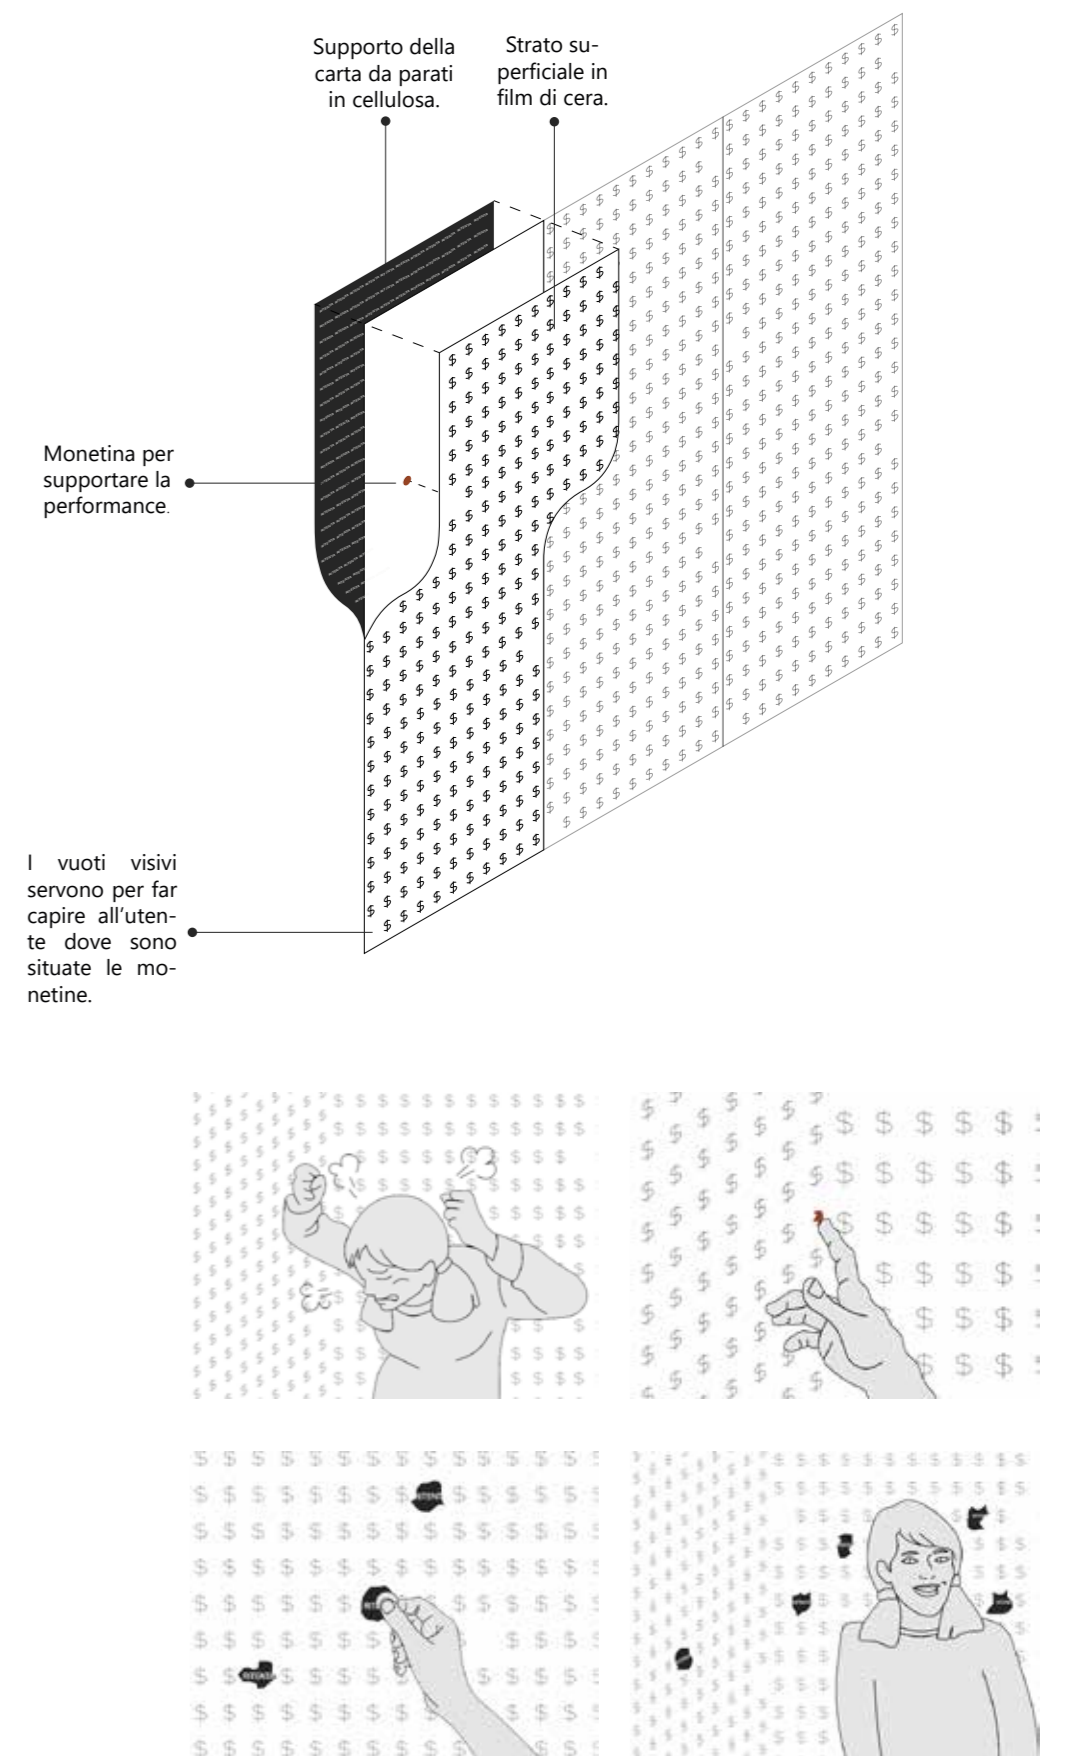 Supporto della
carta da parati
in cellulosa.
Strato su-
perficiale in
film di cera.
Monetina per
supportare la
performance.
I vuoti visivi
servono per far
capire all'uten-
te dove sono
situate le mo-
netine.